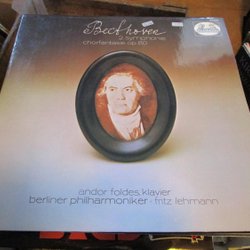 Beethoven
2. symphonie
chorfantasie op. 80
andor foldes, klavier
berliner philharmoniker · fritz lehmann